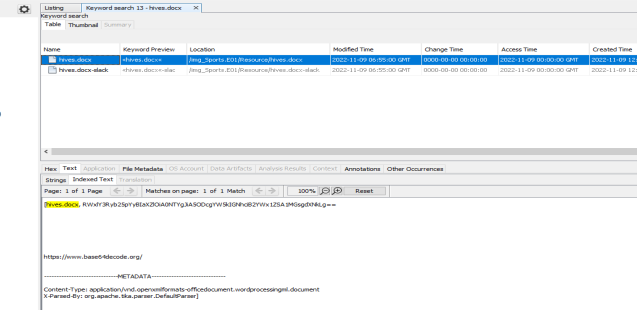 Listing Keyword search 13 - hives.docx ×
Keyword search
Table Thumbnail Summary
Name Keyword Preview Location Modified Time Change Time Access Time Created Time
hives.docx «hives.docx» /img_Sports.E01/Resource/hives.docx 2022-11-09 06:55:00 GMT 0000-00-00 00:00:00 2022-11-09 00:00:00 GMT 2022-11-09 12:
hives.docx-slack «hives.docx»-slac /img_Sports.E01/Resource/hives.docx-slack 2022-11-09 06:55:00 GMT 0000-00-00 00:00:00 2022-11-09 00:00:00 GMT 2022-11-09 12:
Hex Text Application File Metadata OS Account Data Artifacts Analysis Results Context Annotations Other Occurrences
Strings Indexed Text Translation
Page: 1 of 1 Page Matches on page: 1 of 1 Match 100% Reset
[hives.docx,
https://www.base64decode.org/
METADATA
Content-Type: application/vnd.openxmlformats-officedocument.wordprocessingml.document
X-Parsed-By: org.apache.tika.parser.DefaultParser]